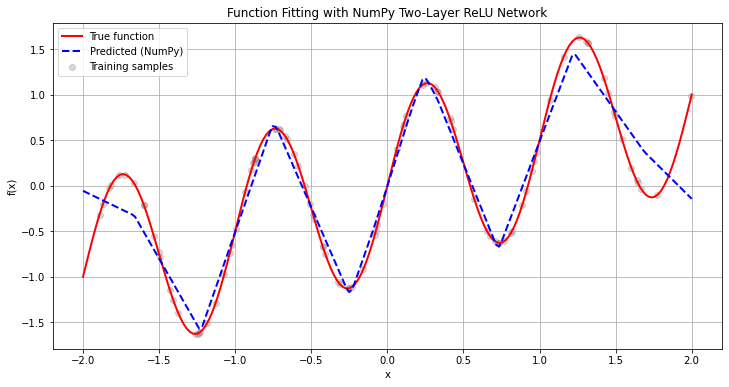 Function Fitting with NumPy Two-Layer ReLU Network
True function
Predicted (NumPy)
Training samples
f(x)
1.5
1.0
0.5
0.0
−0.5
−1.0
−1.5
−2.0 −1.5 −1.0 −0.5 0.0 0.5 1.0 1.5 2.0
x